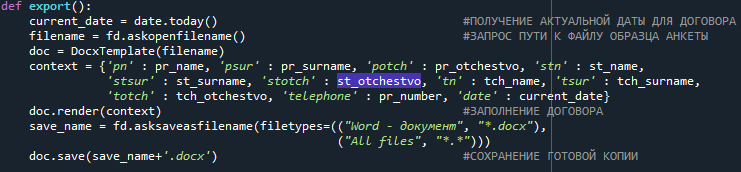 def export():
    current_date = date.today() #ПОЛУЧЕНИЕ АКТУАЛЬНОЙ ДАТЫ ДЛЯ ДОГОВОРА
    filename = fd.askopenfilename() #ЗАПРОС ПУТИ К ФАЙЛУ ОБРАЗЦА АНКЕТЫ
    doc = DocxTemplate(filename)
    context = {'pn' : pr_name, 'psur' : pr_surname, 'potch' : pr_otchestvo, 'stn' : st_name,
               'stsur' : st_surname, 'stotch' : st_otchestvo, 'tn' : tch_name, 'tsur' : tch_surname,
               'totch' : tch_otchestvo, 'telephone' : pr_number, 'date' : current_date}
    doc.render(context) #ЗАПОЛНЕНИЕ ДОГОВОРА
    save_name = fd.asksaveasfilename(filetypes=(("Word - документ", "*.docx"),
                                                ("All files", "*.*")))
    doc.save(save_name+'.docx') #СОХРАНЕНИЕ ГОТОВОЙ КОПИИ